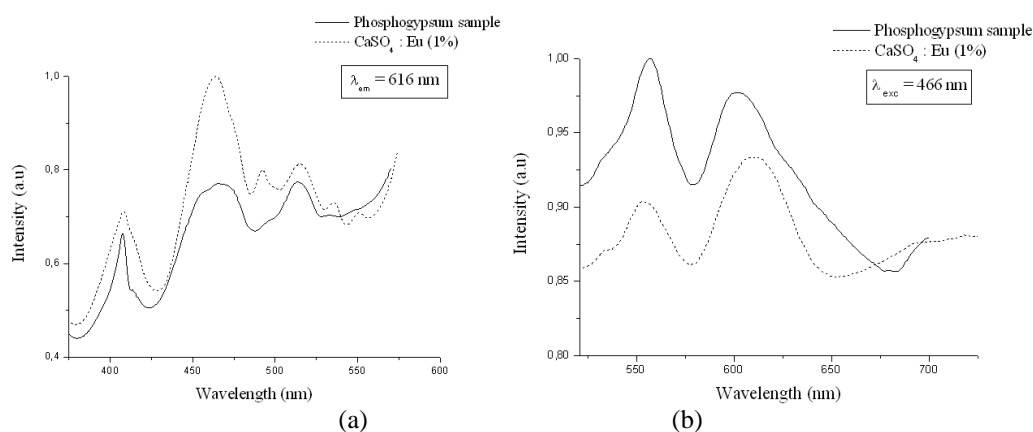 Phosphogypsum sample
CaSO4 : Eu (1%)
λem = 616 nm
1,0
0,8
0,6
0,4
Intensity (a.u)
400
450
500
550
600
Wavelength (nm)
(a)
Phosphogypsum sample
CaSO4 : Eu (1%)
λexc = 466 nm
1,00
0,95
0,90
0,85
0,80
Intensity (a.u)
550
600
650
700
Wavelength (nm)
(b)